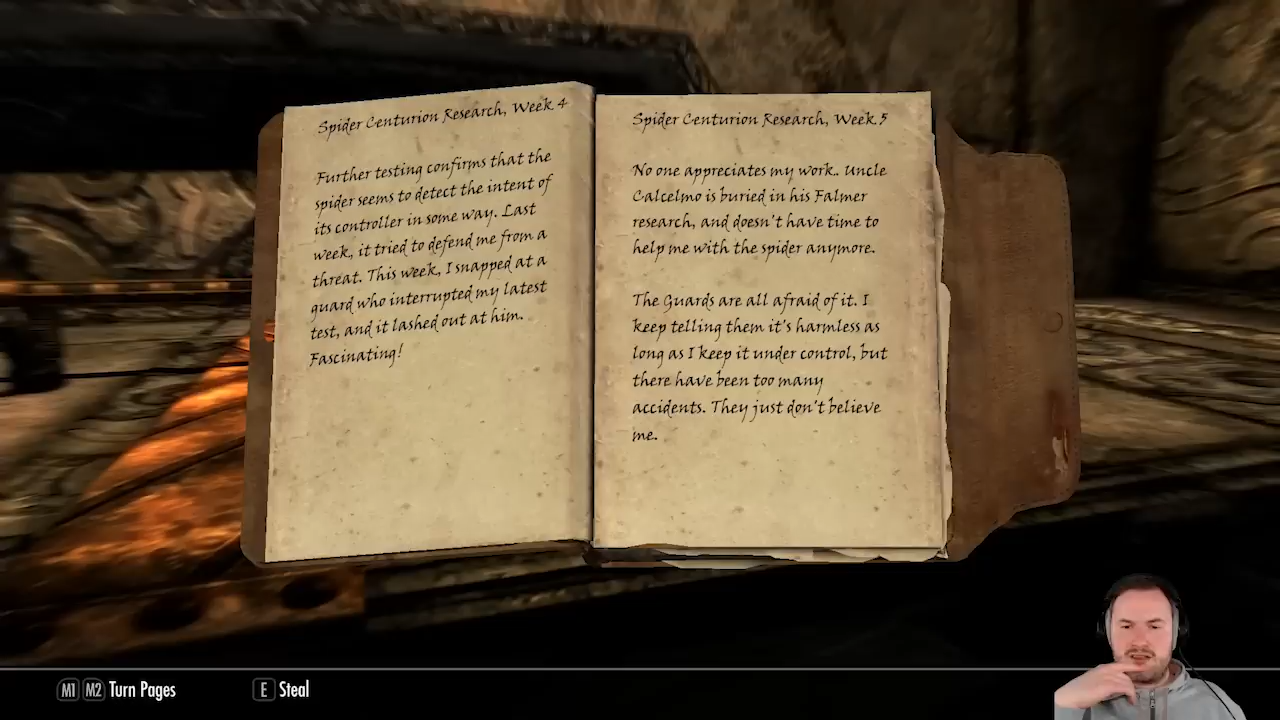 Spider Centurion Research, Week 4
Further testing confirms that the
spider seems to detect the intent of
its controller in some way. Last
week, it tried to defend me from a
threat. This week, I snapped at a
guard who interrupted my latest
test, and it lashed out at him.
Fascinating!
Spider Centurion Research, Week 5
No one appreciates my work.. Uncle
Calcelmo is buried in his Falmer
research, and doesn't have time to
help me with the spider anymore.
The Guards are all afraid of it. I
keep telling them it's harmless as
long as I keep it under control, but
there have been too many
accidents. They just don't believe
me.
M1 M2 Turn Pages
E Steal